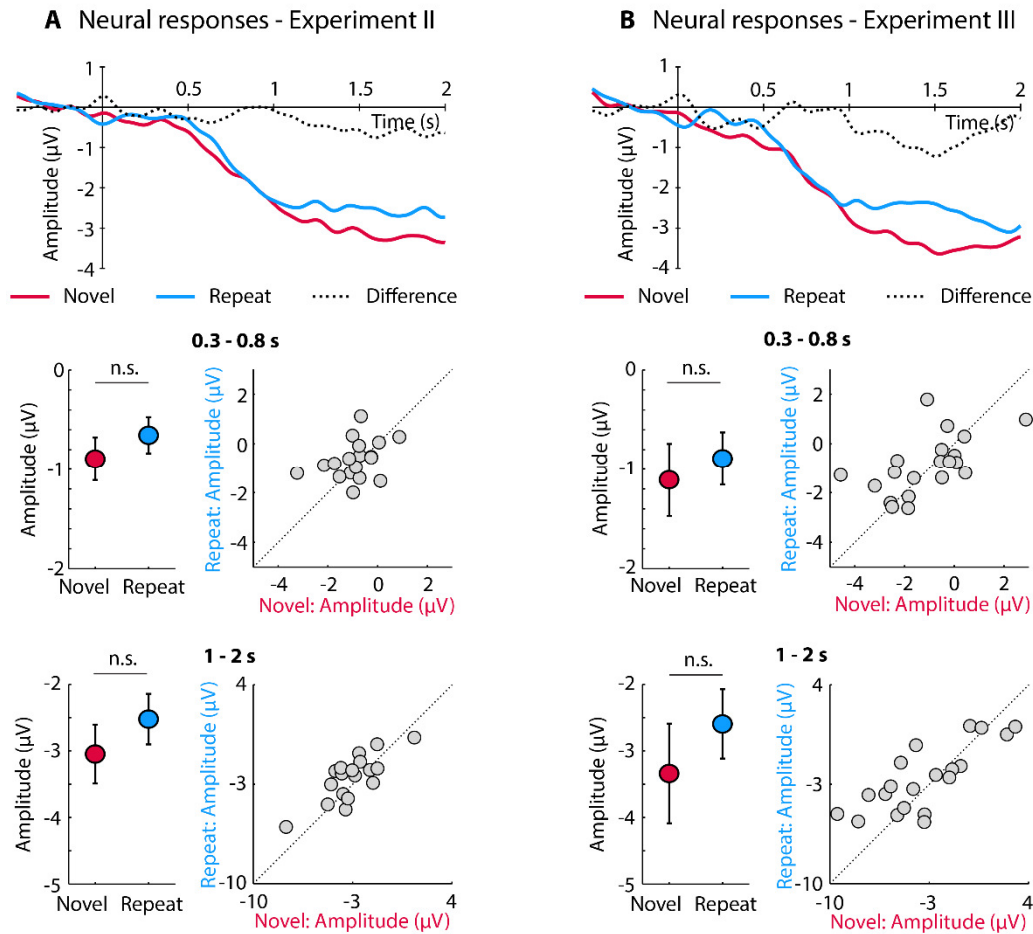 A Neural responses - Experiment II
1
0.5 1 1.5 2
Time (s)
-1
-2
-3
-4
Amplitude (µV)
Novel Repeat Difference
0.3 - 0.8 s
0
-1
-2
Amplitude (µV)
n.s.
Novel Repeat
2
0
-2
-4
Repeat: Amplitude (µV)
-4 -2 0 2
Novel: Amplitude (µV)
1 - 2 s
-2
-3
-4
-5
Amplitude (µV)
n.s.
Novel Repeat
4
-3
-10
Repeat: Amplitude (µV)
-10 -3 4
Novel: Amplitude (µV)
B Neural responses - Experiment III
1
0.5 1 1.5 2
Time (s)
-1
-2
-3
-4
Amplitude (µV)
Novel Repeat Difference
0.3 - 0.8 s
0
-1
-2
Amplitude (µV)
n.s.
Novel Repeat
2
0
-2
-4
Repeat: Amplitude (µV)
-4 -2 0 2
Novel: Amplitude (µV)
1 - 2 s
-2
-3
-4
-5
Amplitude (µV)
n.s.
Novel Repeat
4
-3
-10
Repeat: Amplitude (µV)
-10 -3 4
Novel: Amplitude (µV)